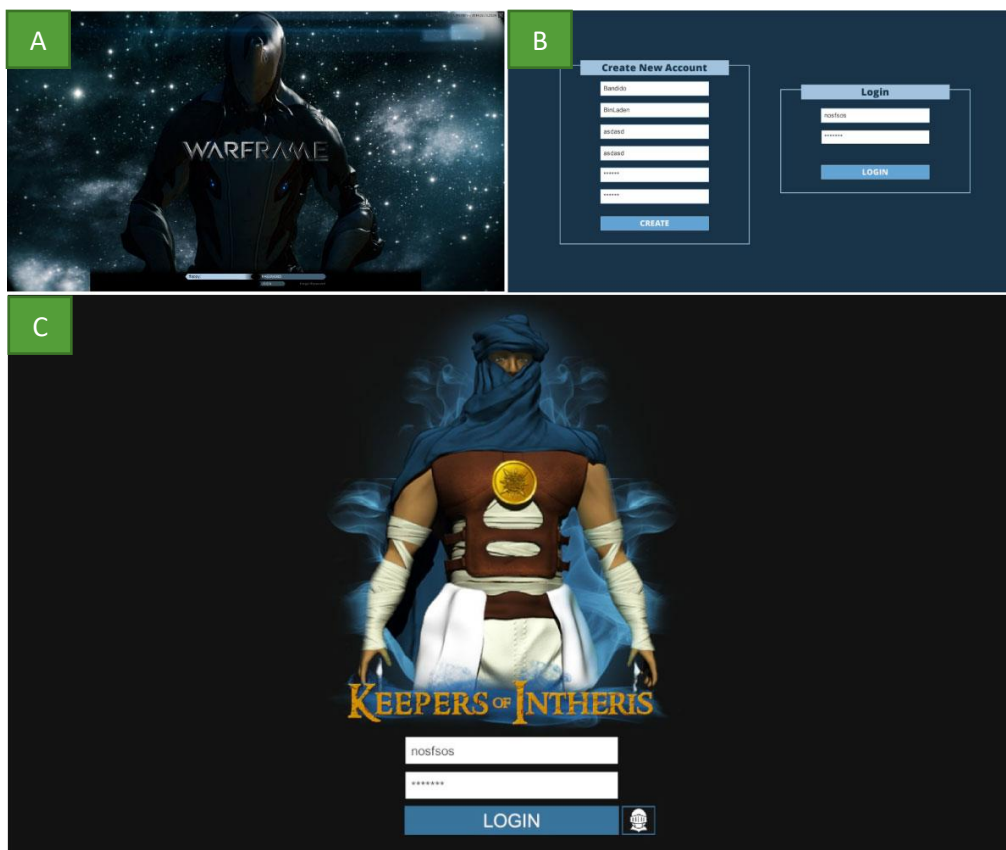 A
WARFRAME
B
Create New Account
Bandido
BinLaden
asdasd
asdasd
******
******
CREATE
Login
nosfsos
*******
LOGIN
C
KEEPERS OF INTHERIS
nosfsos
*******
LOGIN